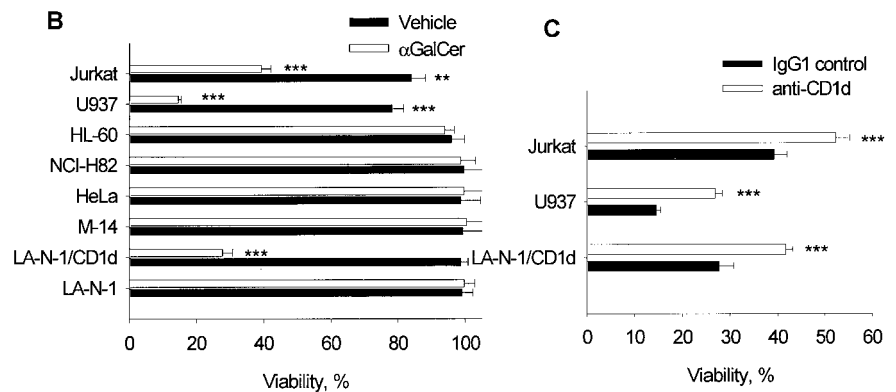 B
Vehicle
αGalCer
Jurkat
***
**
U937
***
***
HL-60
NCI-H82
HeLa
M-14
LA-N-1/CD1d
***
LA-N-1
0 20 40 60 80 100
Viability, %
C
IgG1 control
anti-CD1d
Jurkat
***
U937
***
LA-N-1/CD1d
***
0 10 20 30 40 50 60
Viability, %